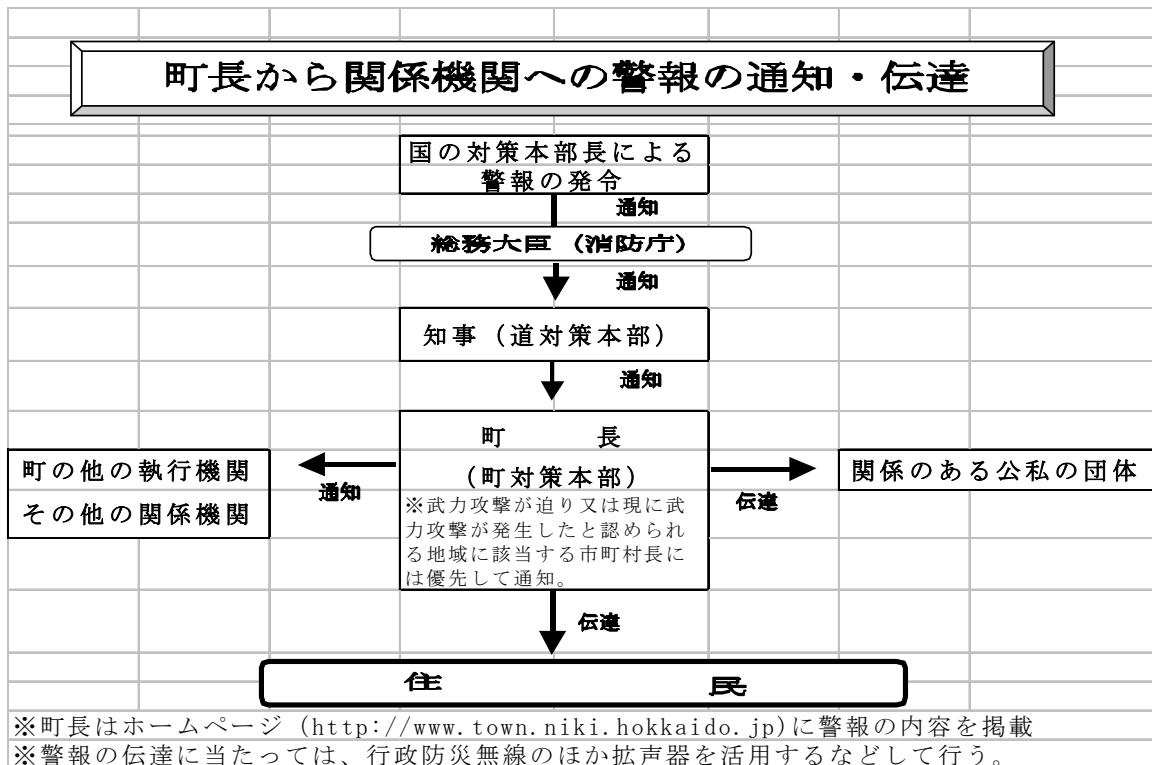 町長から関係機関への警報の通知・伝達
国の対策本部長による
警報の発令
通知
総務大臣（消防庁）
通知
知事（道対策本部）
通知
町　　長
（町対策本部）
※武力攻撃が迫り又は現に武
力攻撃が発生したと認められ
る地域に該当する市町村長に
は優先して通知。
通知
町の他の執行機関
その他の関係機関
伝達
関係のある公私の団体
伝達
住　　民
※町長はホームページ (http://www.town.niki.hokkaido.jp)に警報の内容を掲載
※警報の伝達に当たっては、行政防災無線のほか拡声器を活用するなどして行う。